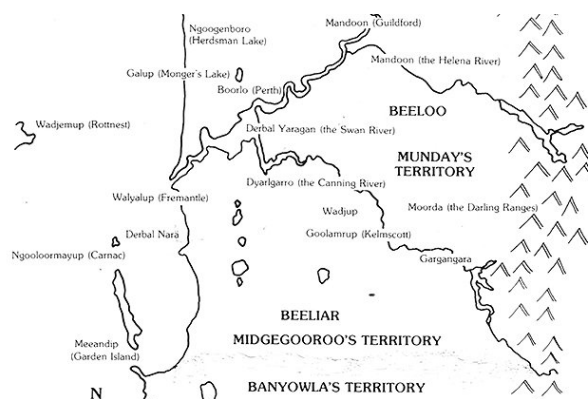 Ngoogenboro
(Herdsman Lake)
Mandoon (Guildford)
Galup (Monger's Lake)
Mandoon (the Helena River)
Boorlo (Perth)
BEELOO
Wadjemup (Rottnest)
Derbal Yaragan (the Swan River)
MUNDAY'S
TERRITORY
Dyarlgarro (the Canning River)
Walyalup (Fremantle)
Wadjup
Moorda (the Darling Ranges)
Derbal Nara
Goolamrup (Kelmscott)
Ngooloormayup (Carnac)
Gargangara
BEELIAR
MIDGEGOOROO'S TERRITORY
Meeandip
(Garden Island)
N
BANYOWLA'S TERRITORY